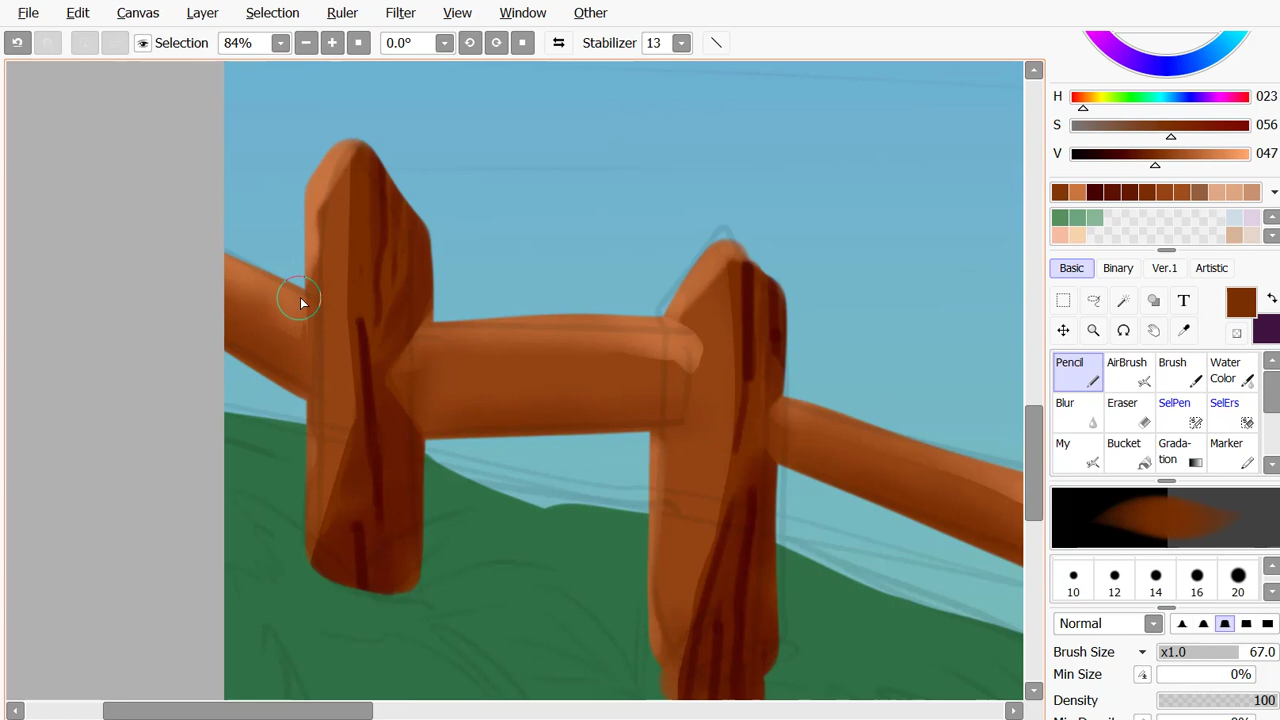 File Edit Canvas Layer Selection Ruler Filter View Window Other
Selection 84% 0.0° Stabilizer 13
H 023
S 056
V 047
Basic Binary Ver.1 Artistic
T
Pencil AirBrush Brush Water Color
Blur Eraser SelPen SelErs
My Bucket Grada-tion Marker
10 12 14 16 20
Normal
Brush Size x1.0 67.0
Min Size 0%
Density 100